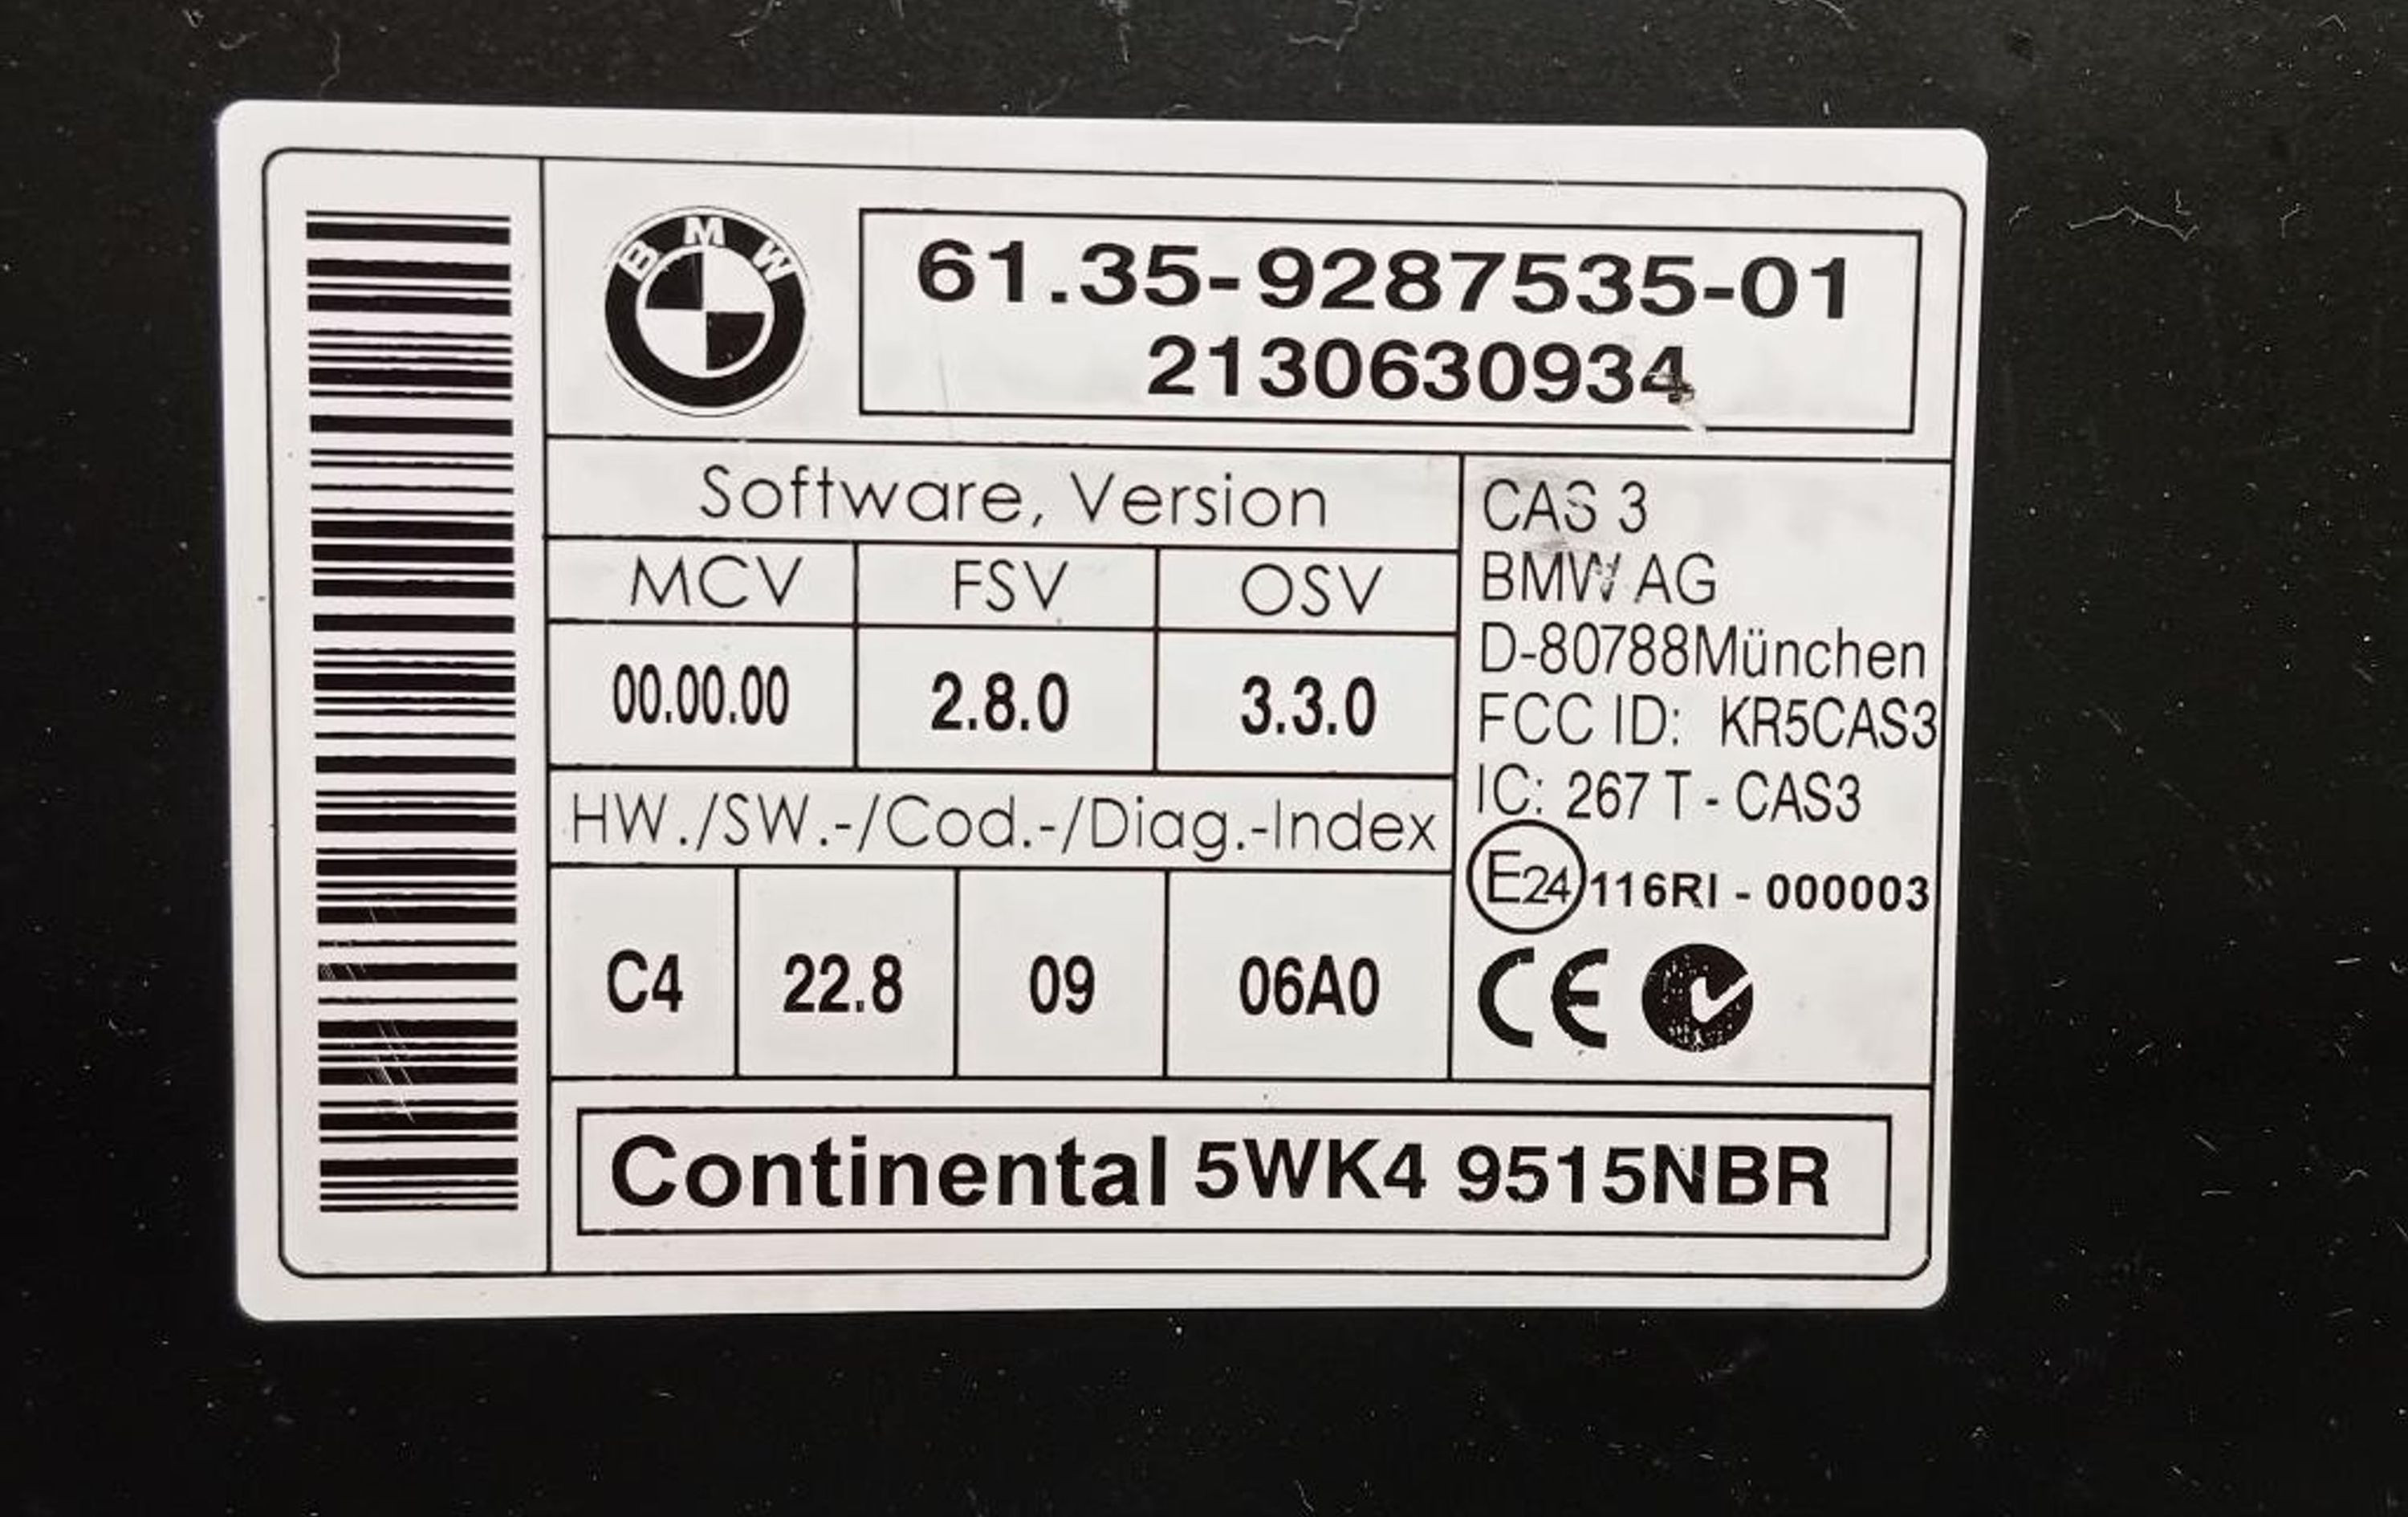 BMW
61.35-9287535-01
2130630934
Software, Version
MCV FSV OSV
00.00.00 2.8.0 3.3.0
HW./SW.-/Cod.-/Diag.-Index
C4 22.8 09 06A0
CAS 3
BMW AG
D-80788München
FCC ID: KR5CAS3
IC: 267 T - CAS3
E24 116RI - 000003
CE
Continental 5WK4 9515NBR